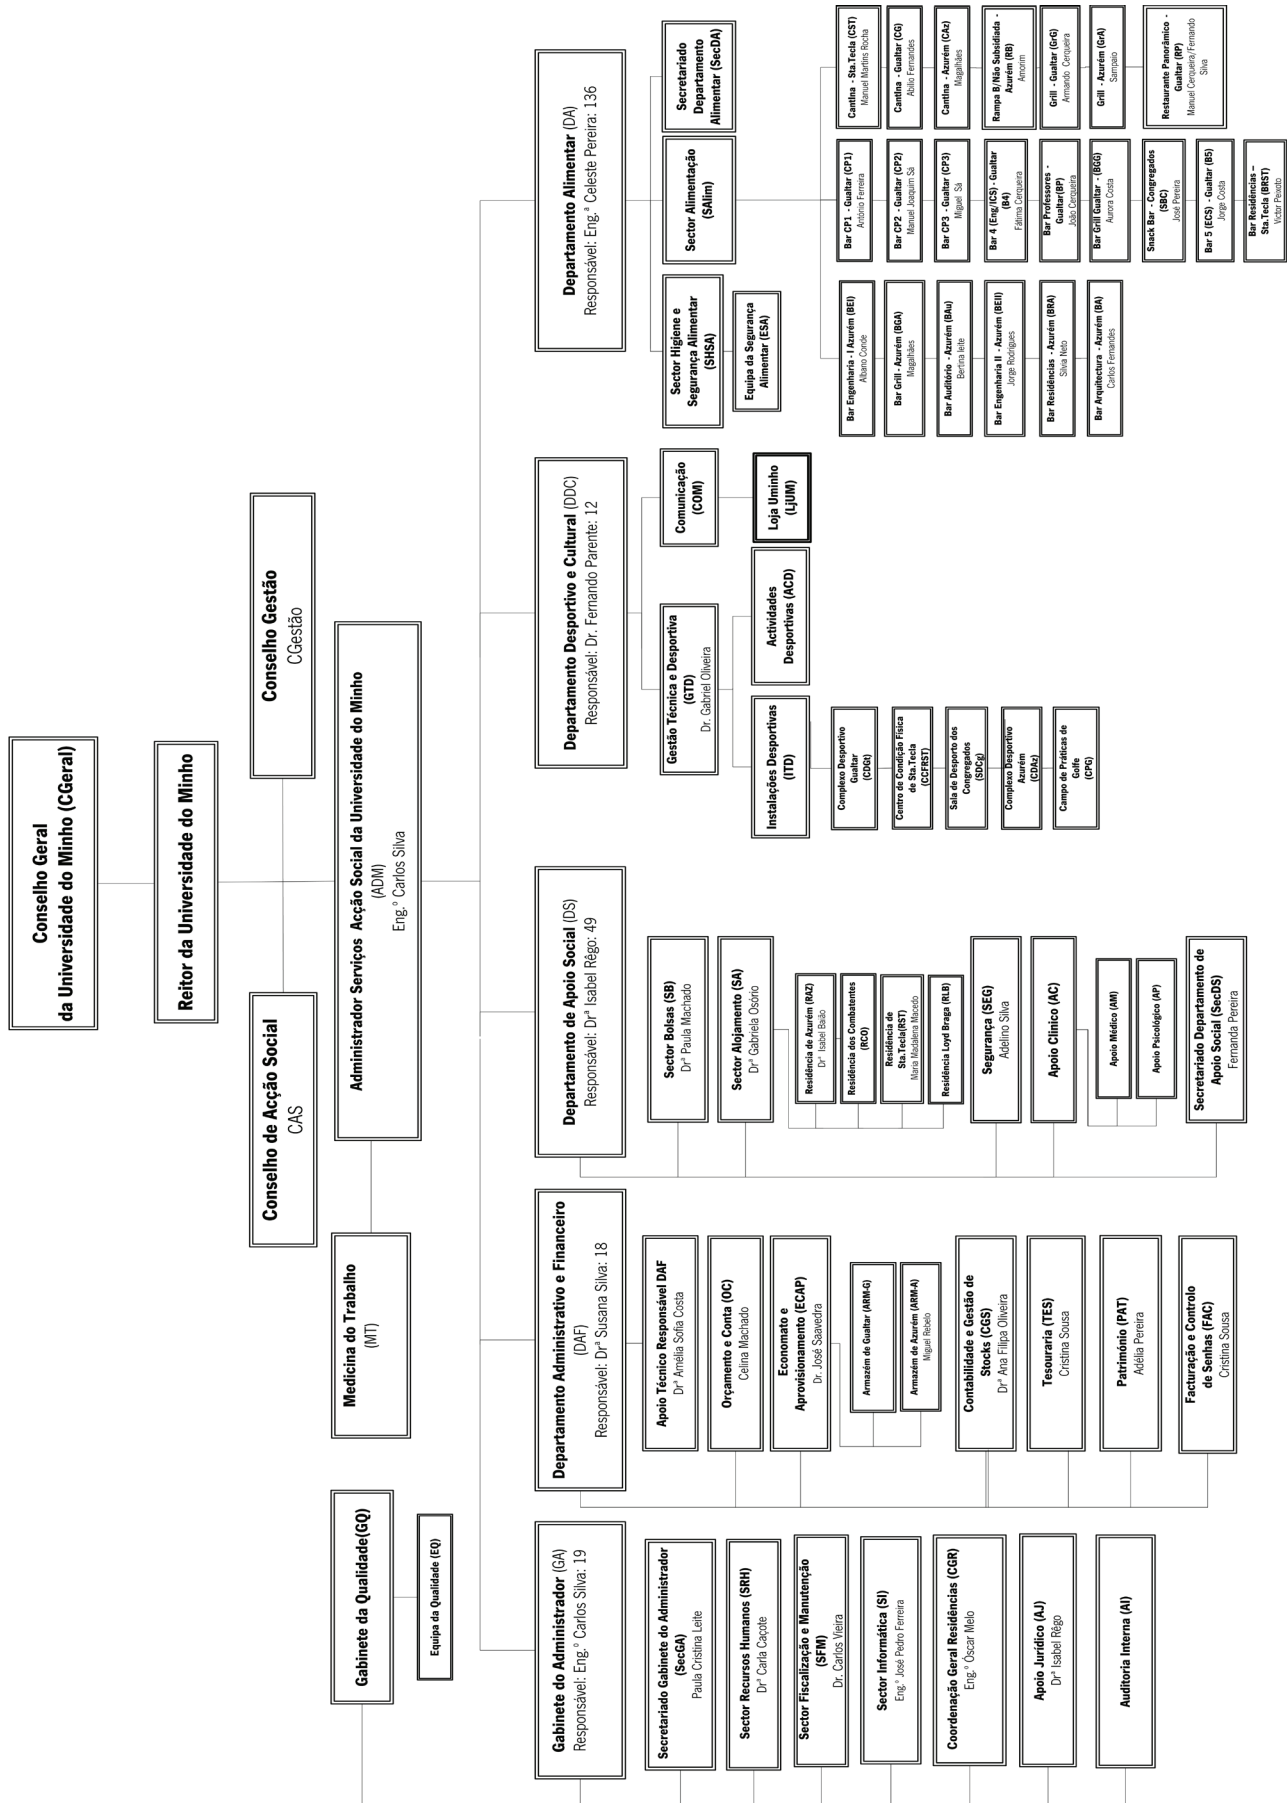 Conselho Geral
da Universidade do Minho (CGeral)
Reitor da Universidade do Minho
Conselho de Acção Social
CAS
Conselho Gestão
CGestão
Gabinete da Qualidade(GQ)
Equipa da Qualidade (EQ)
Medicina do Trabalho
(MT)
Administrador Serviços Acção Social da Universidade do Minho
(ADM)
Eng.º Carlos Silva
Gabinete do Administrador (GA)
Responsável: Eng.º Carlos Silva: 19
Secretariado Gabinete do Administrador
(SecGA)
Paula Cristina Leite
Sector Recursos Humanos (SRH)
Drª Carla Caçote
Sector Fiscalização e Manutenção
(SFM)
Dr. Carlos Vieira
Sector Informática (SI)
Eng.º José Pedro Ferreira
Coordenação Geral Residências (CGR)
Eng.º Óscar Melo
Apoio Jurídico (AJ)
Drª Isabel Rêgo
Auditoria Interna (AI)
Departamento Administrativo e Financeiro
(DAF)
Responsável: Drª Susana Silva: 18
Apoio Técnico Responsável DAF
Drª Amélia Sofia Costa
Orçamento e Conta (OC)
Celina Machado
Economato e
Aprovisionamento (ECAP)
Dr. José Saavedra
Armazém de Gualtar (ARM-G)
Armazém de Azurém (ARM-A)
Miguel Rebelo
Contabilidade e Gestão de
Stocks (CGS)
Drª Ana Filipa Oliveira
Tesouraria (TES)
Cristina Sousa
Património (PAT)
Adélia Pereira
Facturação e Controlo
de Senhas (FAC)
Cristina Sousa
Departamento de Apoio Social (DS)
Responsável: Drª Isabel Rêgo: 49
Sector Bolsas (SB)
Drª Paula Machado
Sector Alojamento (SA)
Drª Gabriela Osório
Residência de Azurém (RAZ)
Drª Isabel Baião
Residência dos Combatentes
(RCO)
Residência de
Sta.Tecla(RST)
Maria Madalena Macedo
Residência Loyd Braga (RLB)
Segurança (SEG)
Adelino Silva
Apoio Clinico (AC)
Apoio Médico (AM)
Apoio Psicológico (AP)
Secretariado Departamento de
Apoio Social (SecDS)
Fernanda Pereira
Departamento Desportivo e Cultural (DDC)
Responsável: Dr. Fernando Parente: 12
Gestão Técnica e Desportiva
(GTD)
Dr. Gabriel Oliveira
Comunicação
(COM)
Instalações Desportivas
(ITD)
Actividades
Desportivas (ACD)
Loja Uminho
(LjUM)
Complexo Desportivo
Gualtar
(CDGt)
Centro de Condição Física
de Sta.Tecla
(CCFRST)
Sala de Desporto dos
Congregados
(SDCg)
Complexo Desportivo
Azurém
(CDAz)
Campo de Práticas de
Golfe
(CPG)
Departamento Alimentar (DA)
Responsável: Eng.ª Celeste Pereira: 136
Sector Higiene e
Segurança Alimentar
(SHSA)
Equipa da Segurança
Alimentar (ESA)
Sector Alimentação
(SAlim)
Secretariado
Departamento
Alimentar (SecDA)
Bar Engenharia - I Azurém (BEI)
Albano Conde
Bar Grill - Azurém (BGA)
Magalhães
Bar Auditório - Azurém (BAu)
Bertina leite
Bar Engenharia II - Azurém (BEII)
Jorge Rodrigues
Bar Residências - Azurém (BRA)
Silvia Neto
Bar Arquitectura - Azurém (BA)
Carlos Fernandes
Bar CP1 - Gualtar (CP1)
António Ferreira
Bar CP2 - Gualtar (CP2)
Manuel Joaquim Sá
Bar CP3 - Gualtar (CP3)
Miguel Sá
Bar 4 (Eng/ICS) - Gualtar
(B4)
Fátima Cerqueira
Bar Professores -
Gualtar(BP)
João Cerqueira
Bar Grill Gualtar - (BGG)
Aurora Costa
Snack Bar - Congregados
(SBC)
José Pereira
Bar 5 (ECS) - Gualtar (B5)
Jorge Costa
Bar Residências –
Sta.Tecla (BRST)
Victor Peixoto
Cantina - Sta.Tecla (CST)
Manuel Martins Rocha
Cantina - Gualtar (CG)
Abílio Fernandes
Cantina - Azurém (CAz)
Magalhães
Rampa B/Não Subsidiada -
Azurém (RB)
Amorim
Grill - Gualtar (GrG)
Armando Cerqueira
Grill - Azurém (GrA)
Sampaio
Restaurante Panorâmico -
Gualtar (RP)
Manuel Cerqueira/Fernando
Silva